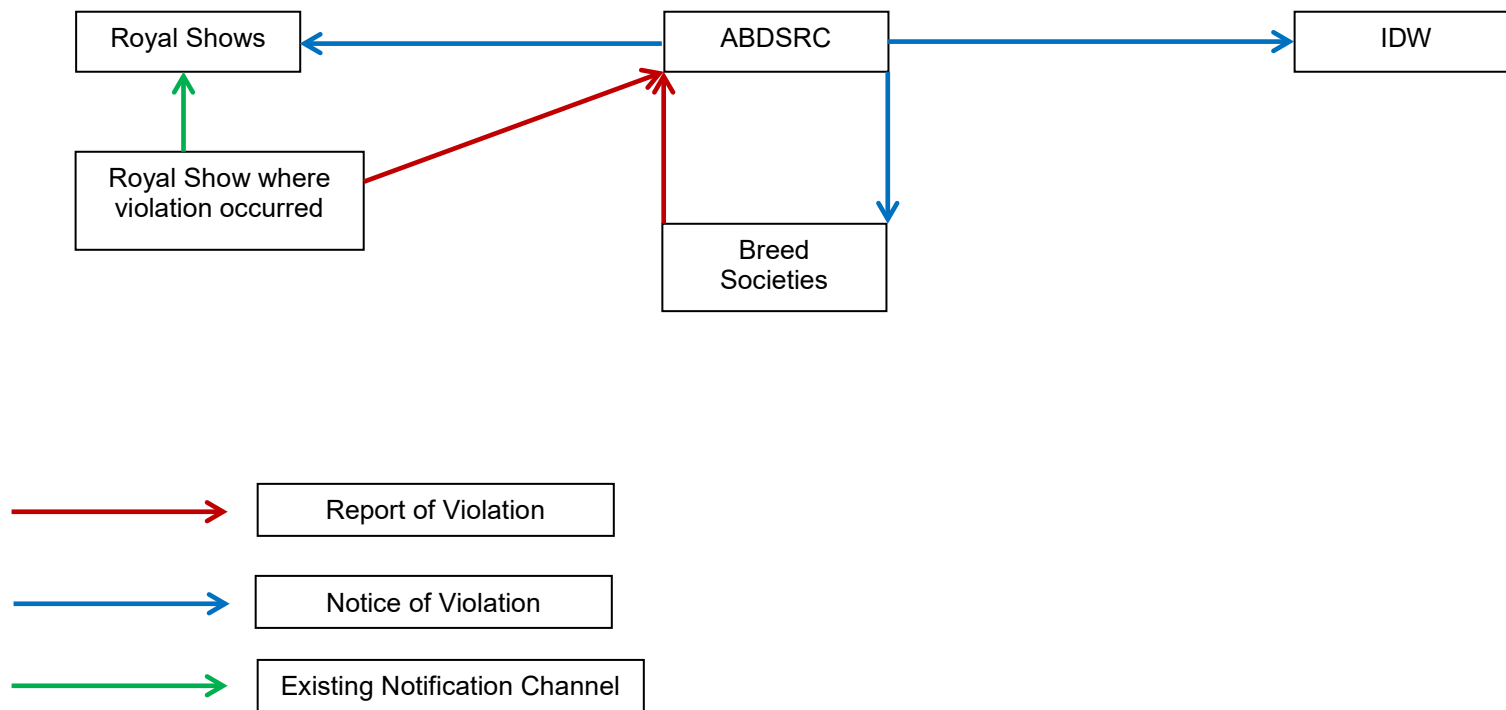 Royal Shows
ABDSRC
IDW
Royal Show where
violation occurred
Breed
Societies
Report of Violation
Notice of Violation
Existing Notification Channel